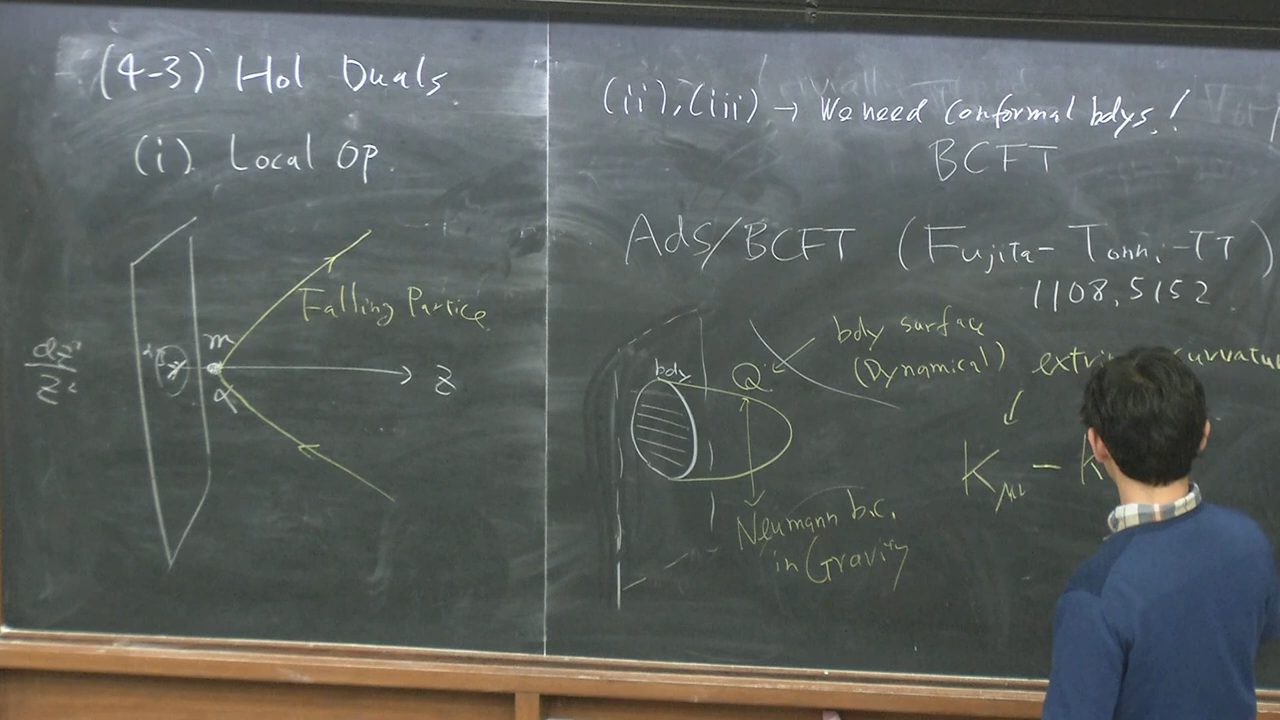 (4-3) Hol Duals
(i) Local Op.
Falling Partice
m
α
Z
(ii), (iii) → We need conformal bdys!
BCFT
AdS/BCFT (Fujita-Tonni-TT)
1108.5152
bdy
Q
bdy surface
(Dynamical)
Neumann b.c.
in Gravity
K